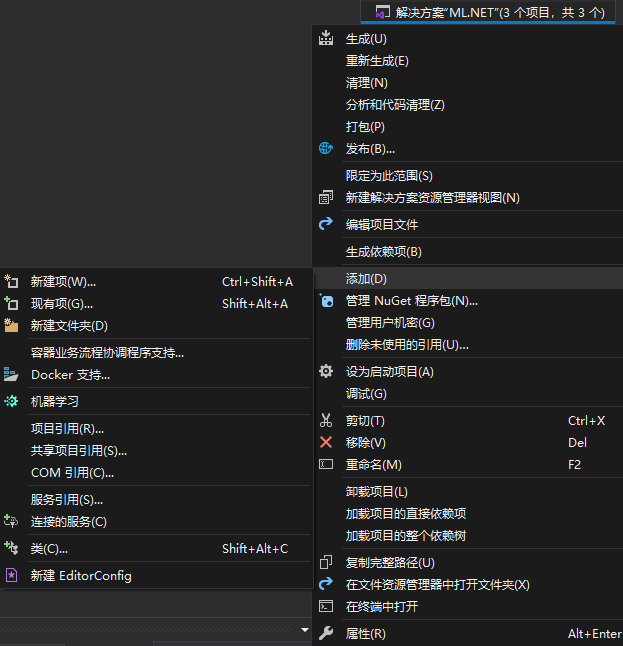 解决方案“ML.NET”(3 个项目，共 3 个)
生成(U)
重新生成(E)
清理(N)
分析和代码清理(Z)
打包(P)
发布(B)...
限定为此范围(S)
新建解决方案资源管理器视图(N)
编辑项目文件
生成依赖项(B)
添加(D)
管理 NuGet 程序包(N)...
管理用户机密(G)
删除未使用的引用(U)...
设为启动项目(A)
调试(G)
剪切(T) Ctrl+X
移除(V) Del
重命名(M) F2
卸载项目(L)
加载项目的直接依赖项
加载项目的整个依赖树
复制完整路径(U)
在文件资源管理器中打开文件夹(X)
在终端中打开
属性(R) Alt+Enter
新建项(W)... Ctrl+Shift+A
现有项(G)... Shift+Alt+A
新建文件夹(D)
容器业务流程协调程序支持...
Docker 支持...
机器学习
项目引用(R)...
共享项目引用(S)...
COM 引用(C)...
服务引用(S)...
连接的服务(C)
类(C)... Shift+Alt+C
新建 EditorConfig